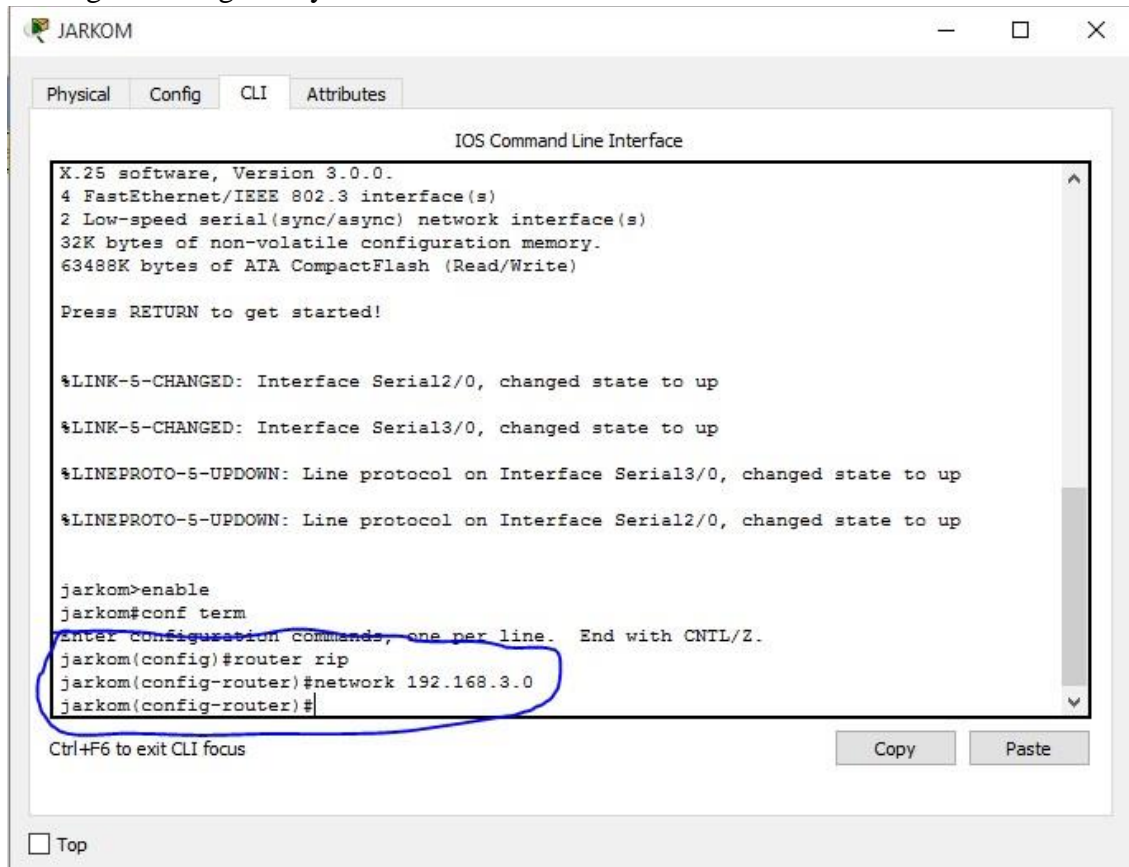 JARKOM
Physical Config CLI Attributes
IOS Command Line Interface
X.25 software, Version 3.0.0.
4 FastEthernet/IEEE 802.3 interface(s)
2 Low-speed serial(sync/async) network interface(s)
32K bytes of non-volatile configuration memory.
63488K bytes of ATA CompactFlash (Read/Write)
Press RETURN to get started!
%LINK-5-CHANGED: Interface Serial2/0, changed state to up
%LINK-5-CHANGED: Interface Serial3/0, changed state to up
%LINEPROTO-5-UPDOWN: Line protocol on Interface Serial3/0, changed state to up
%LINEPROTO-5-UPDOWN: Line protocol on Interface Serial2/0, changed state to up
jarkom>enable
jarkom#conf term
Enter configuration commands, one per line. End with CNTL/Z.
jarkom(config)#router rip
jarkom(config-router)#network 192.168.3.0
jarkom(config-router)#
Ctrl+F6 to exit CLI focus
Copy Paste
Top